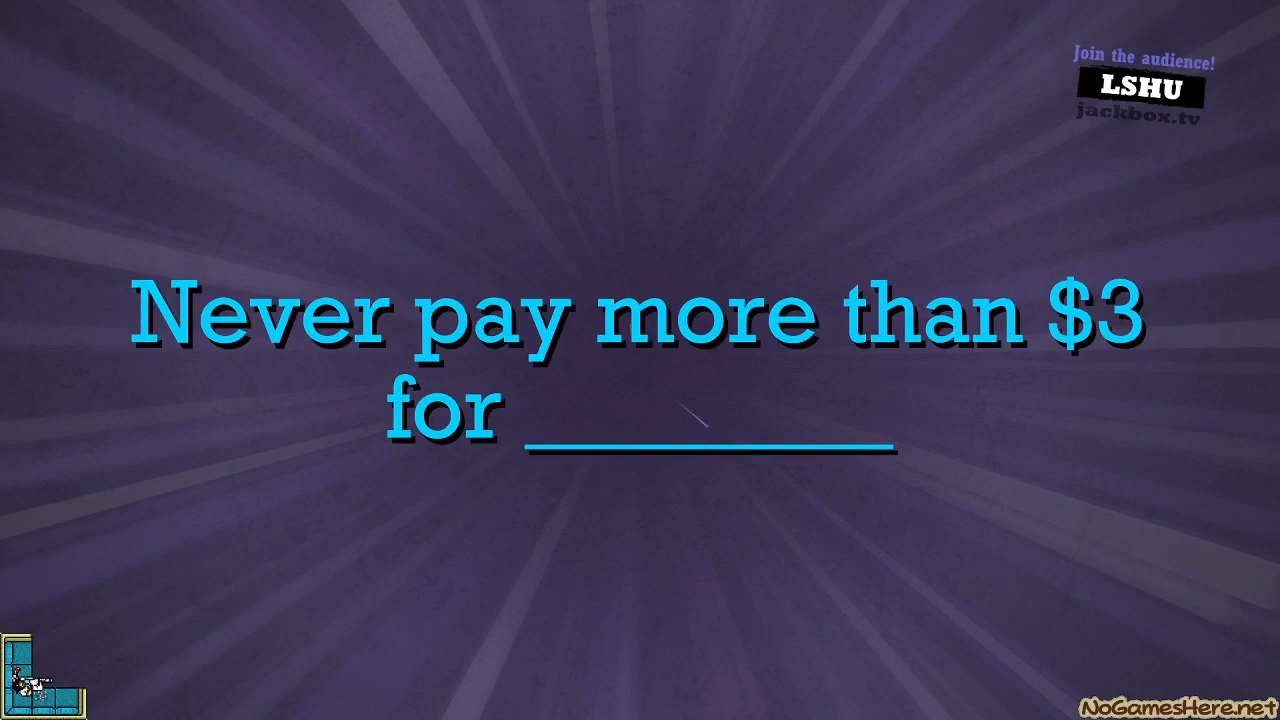 Join the audience!
LSHU
jackbox.tv
Never pay more than $3
for ________
NoGamesHere.net